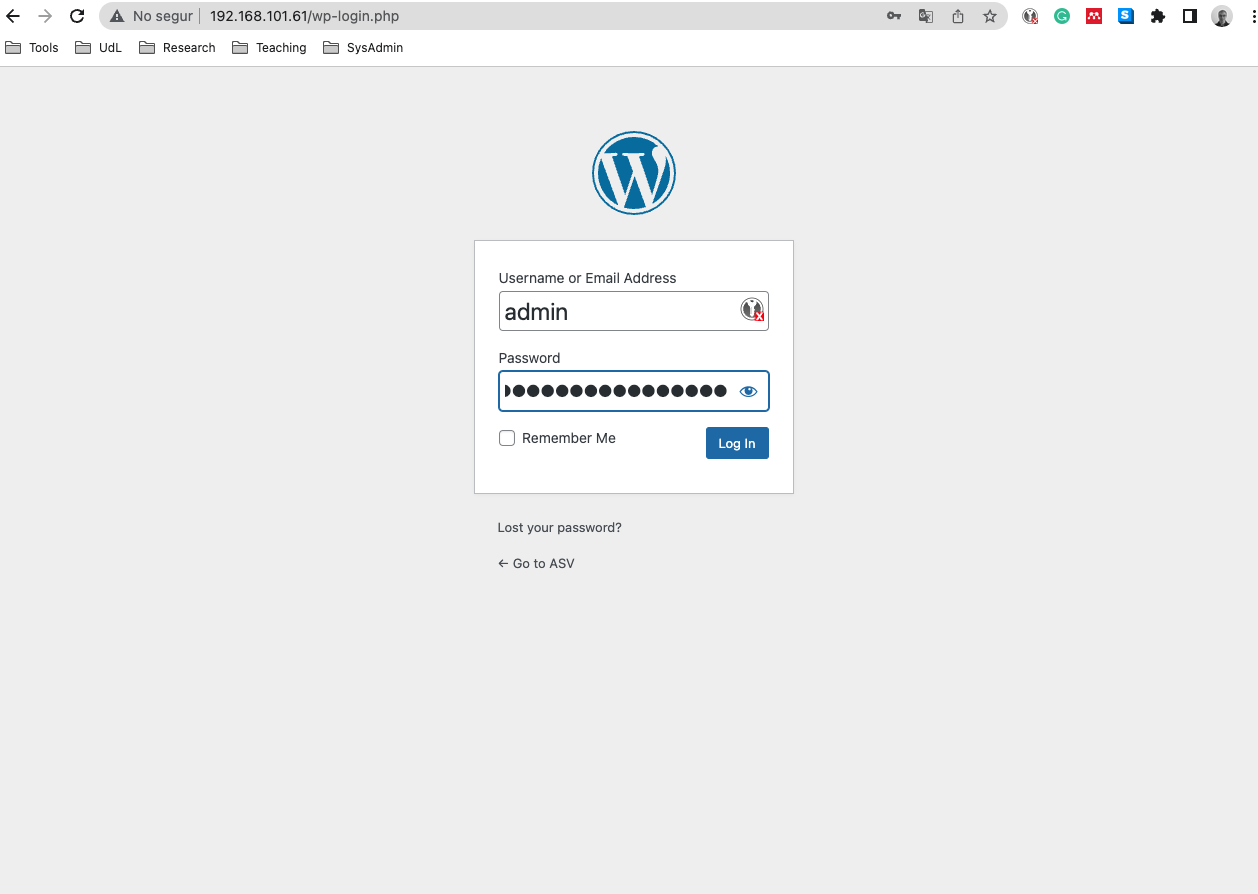 No segur 192.168.101.61/wp-login.php
Tools UdL Research Teaching SysAdmin
Username or Email Address
admin
Password
Remember Me
Log In
Lost your password?
← Go to ASV